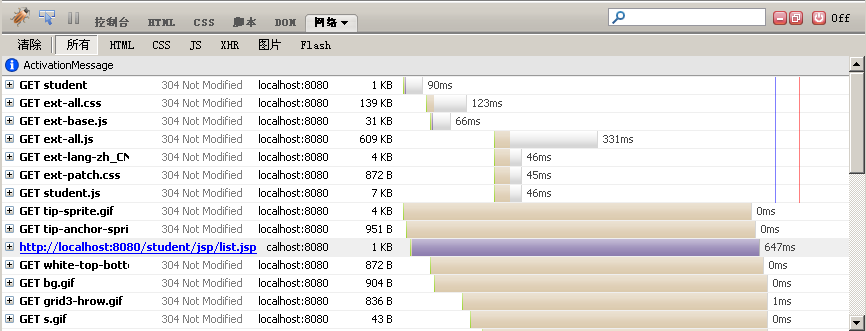 控制台 HTML CSS 脚本 DOM 网络 Off
清除 所有 HTML CSS JS XHR 图片 Flash
ActivationMessage
GET student 304 Not Modified localhost:8080 1 KB 90ms
GET ext-all.css 304 Not Modified localhost:8080 139 KB 123ms
GET ext-base.js 304 Not Modified localhost:8080 31 KB 66ms
GET ext-all.js 304 Not Modified localhost:8080 609 KB 331ms
GET ext-lang-zh_CN 304 Not Modified localhost:8080 4 KB 46ms
GET ext-patch.css 304 Not Modified localhost:8080 872 B 45ms
GET student.js 304 Not Modified localhost:8080 7 KB 46ms
GET tip-sprite.gif 304 Not Modified localhost:8080 4 KB 0ms
GET tip-anchor-spri 304 Not Modified localhost:8080 951 B 0ms
http://localhost:8080/student/jsp/list.jsp calhost:8080 1 KB 647ms
GET white-top-bott 304 Not Modified localhost:8080 872 B 0ms
GET bg.gif 304 Not Modified localhost:8080 904 B 0ms
GET grid3-hrow.gif 304 Not Modified localhost:8080 836 B 1ms
GET s.gif 304 Not Modified localhost:8080 43 B 0ms